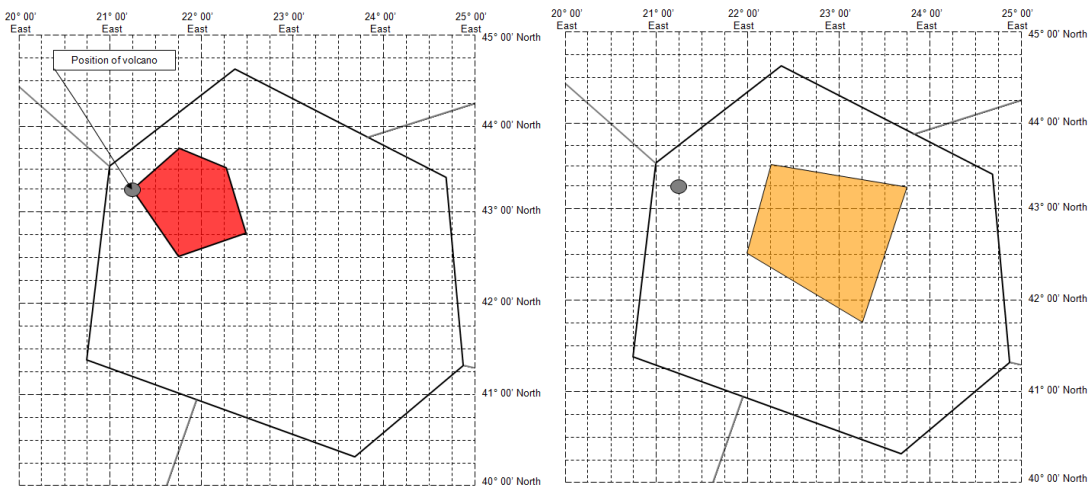 20° 00' East
21° 00' East
22° 00' East
23° 00' East
24° 00' East
25° 00' East
45° 00' North
Position of volcano
44° 00' North
43° 00' North
42° 00' North
41° 00' North
40° 00' North
20° 00' East
21° 00' East
22° 00' East
23° 00' East
24° 00' East
25° 00' East
45° 00' North
44° 00' North
43° 00' North
42° 00' North
41° 00' North
40° 00' North